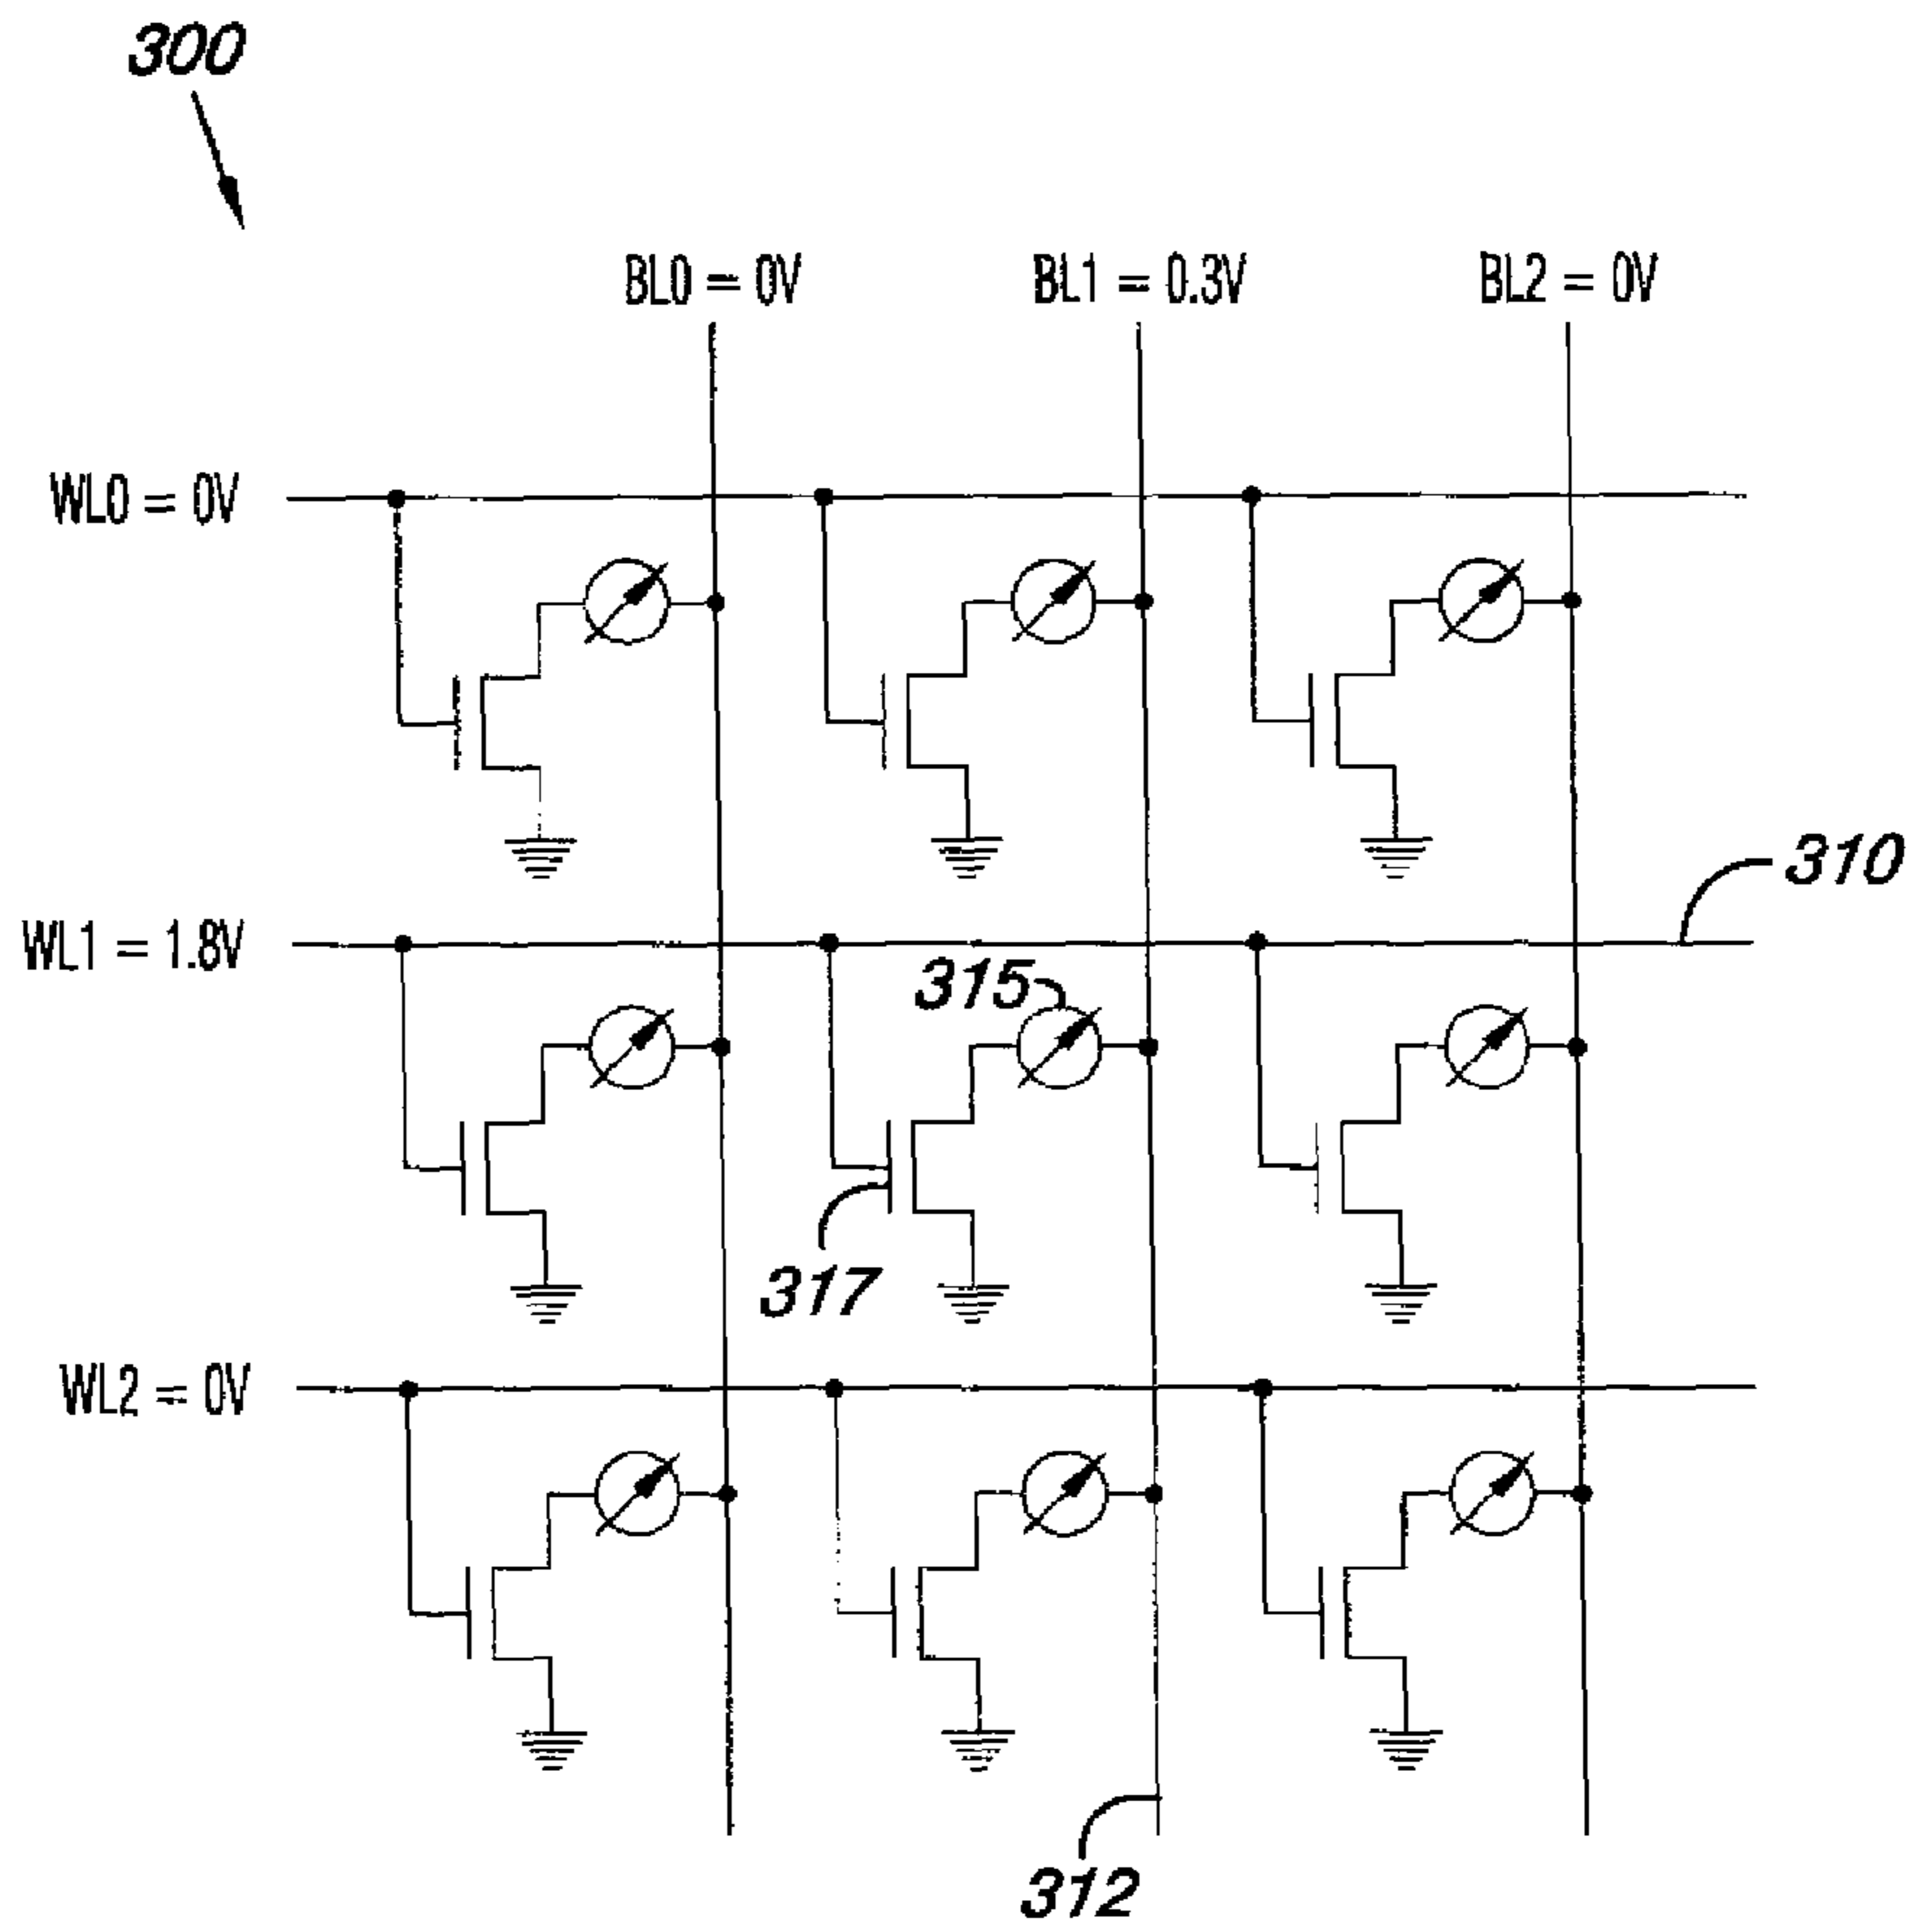 300
BL0 = 0V BL1 = 0.3V BL2 = 0V
WL0 = 0V
310
WL1 = 1.8V
315
317
WL2 = 0V
312